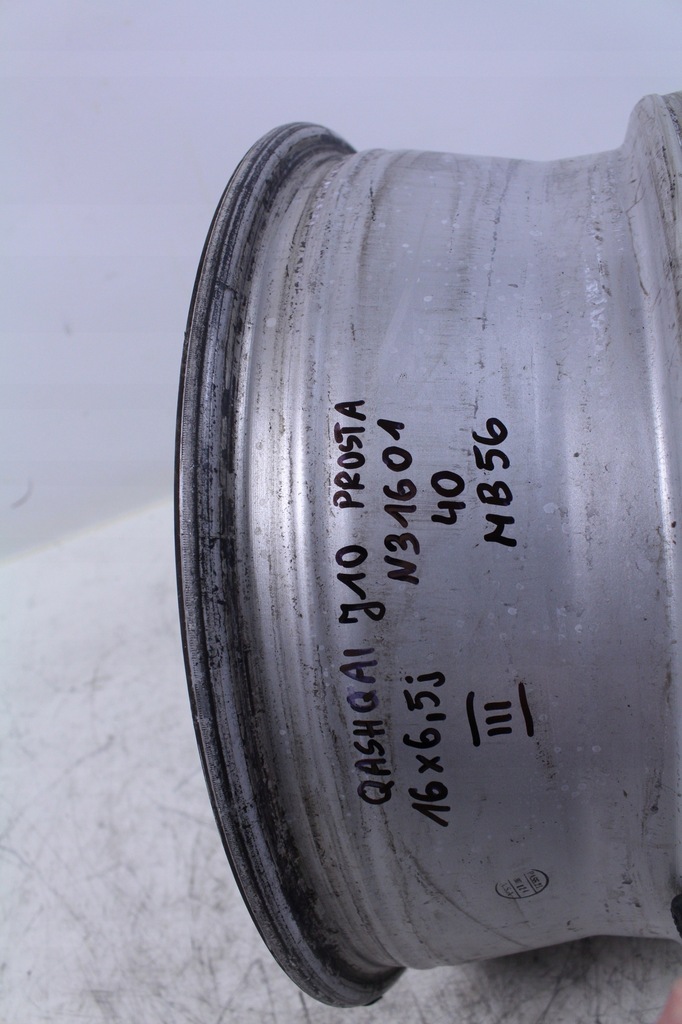 QASHQAI J10 PROSTA
16x6,5j N31601
40
III MB56